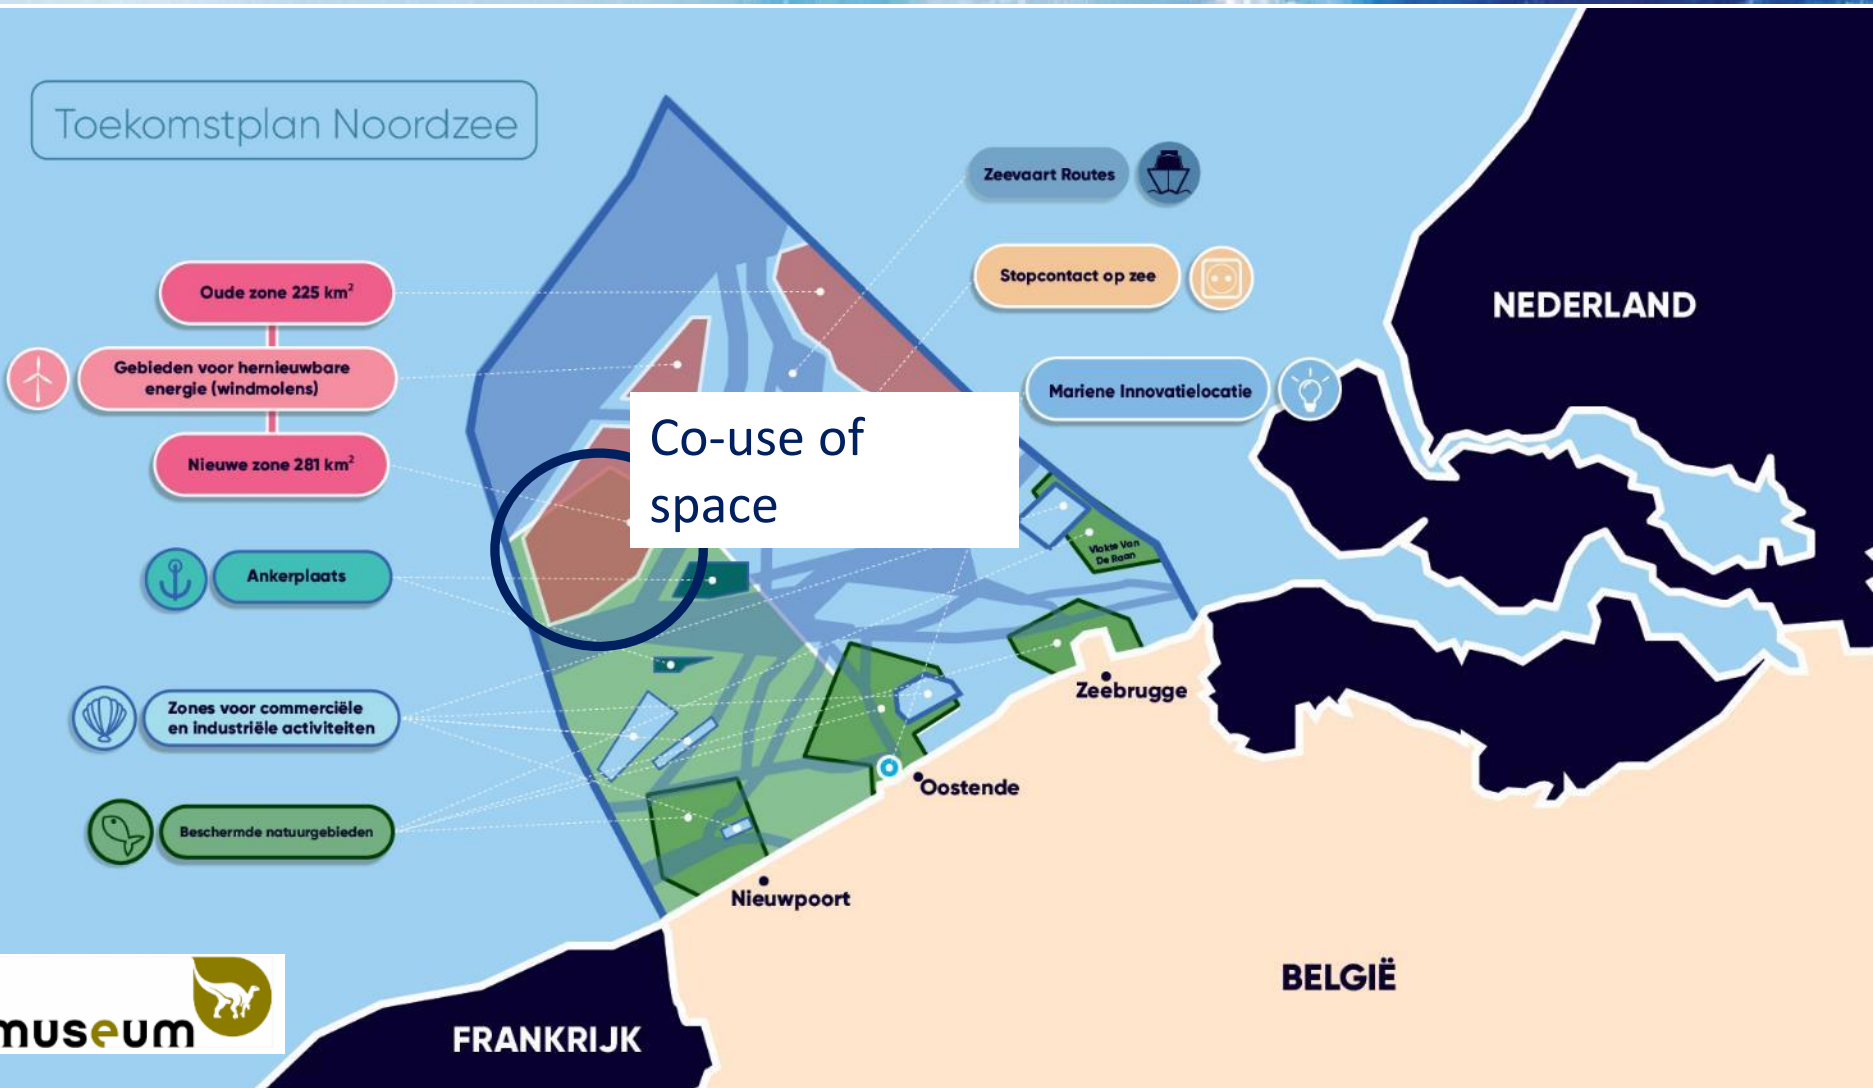 Toekomstplan Noordzee
Zeevaart Routes
Stopcontact op zee
Mariene Innovatielocatie
Oude zone 225 km²
Gebieden voor hernieuwbare
energie (windmolens)
Nieuwe zone 281 km²
Ankerplaats
Zones voor commerciële
en industriële activiteiten
Beschermde natuurgebieden
Co-use of
space
Vlakte Van
De Raan
NEDERLAND
Zeebrugge
Oostende
Nieuwpoort
BELGIË
FRANKRIJK
museum